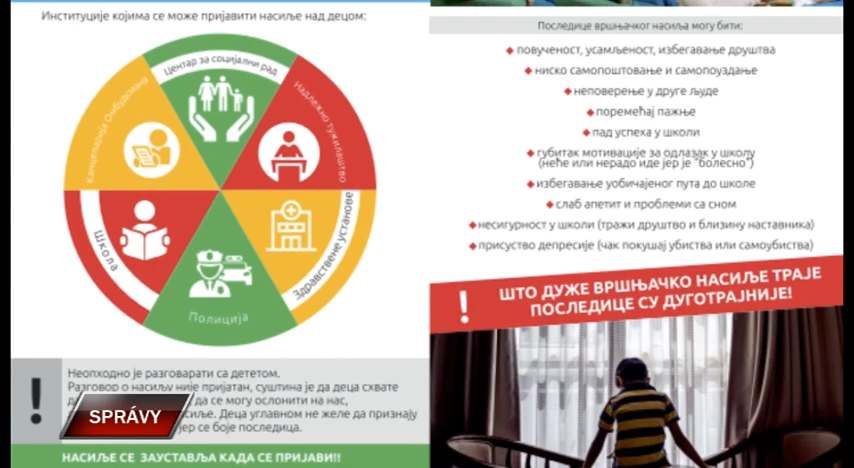 Институције којима се може пријавити насиље над децом:
Центар за социјални рад
Надлежно тужилаштво
Здравствене установе
Полиција
Школа
Канцеларија Омбудсмана
!
Неопходно је разговарати са дететом.
Разговор о насиљу није пријатан, суштина је да деца схвате
да се могу ослонити на нас,
Деца углавном не желе да признају
јер се боје последица.
SPRÁVY
НАСИЉЕ СЕ ЗАУСТАВЉА КАДА СЕ ПРИЈАВИ!!
Последице вршњачког насиља могу бити:
повученост, усамљеност, избегавање друштва
ниско самопоштовање и самопоуздање
неповерење у друге људе
поремећај пажње
пад успеха у школи
губитак мотивације за одлазак у школу
(неће или нерадо иде јер је "болесно")
избегавање уобичајеног пута до школе
слаб апетит и проблеми са сном
несигурност у школи (тражи друштво и близину наставника)
присуство депресије (чак покушај убиства или самоубиства)
! ШТО ДУЖЕ ВРШЊАЧКО НАСИЉЕ ТРАЈЕ
ПОСЛЕДИЦЕ СУ ДУГОТРАЈНИЈЕ!